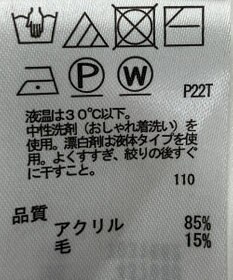 P W P22T
液温は30℃以下。
中性洗剤（おしゃれ着洗い）を
使用。漂白剤は液体タイプを使
用。よくすすぎ、絞りの後すぐ
に干すこと。
110
品質
アクリル 85%
毛 15%